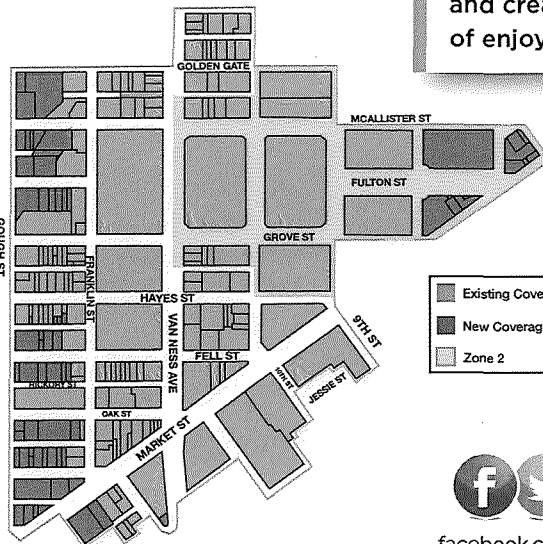 and crea
of enjoy
GOLDEN GATE
MCALLISTER ST
FULTON ST
GROVE ST
GOUGH ST
FRANKLIN ST
HAYES ST
VAN NESS AVE
9TH ST
FELL ST
10TH ST
JESSIE ST
HICKORY ST
OAK ST
MARKET ST
Existing Cove
New Coverag
Zone 2
f
facebook.c